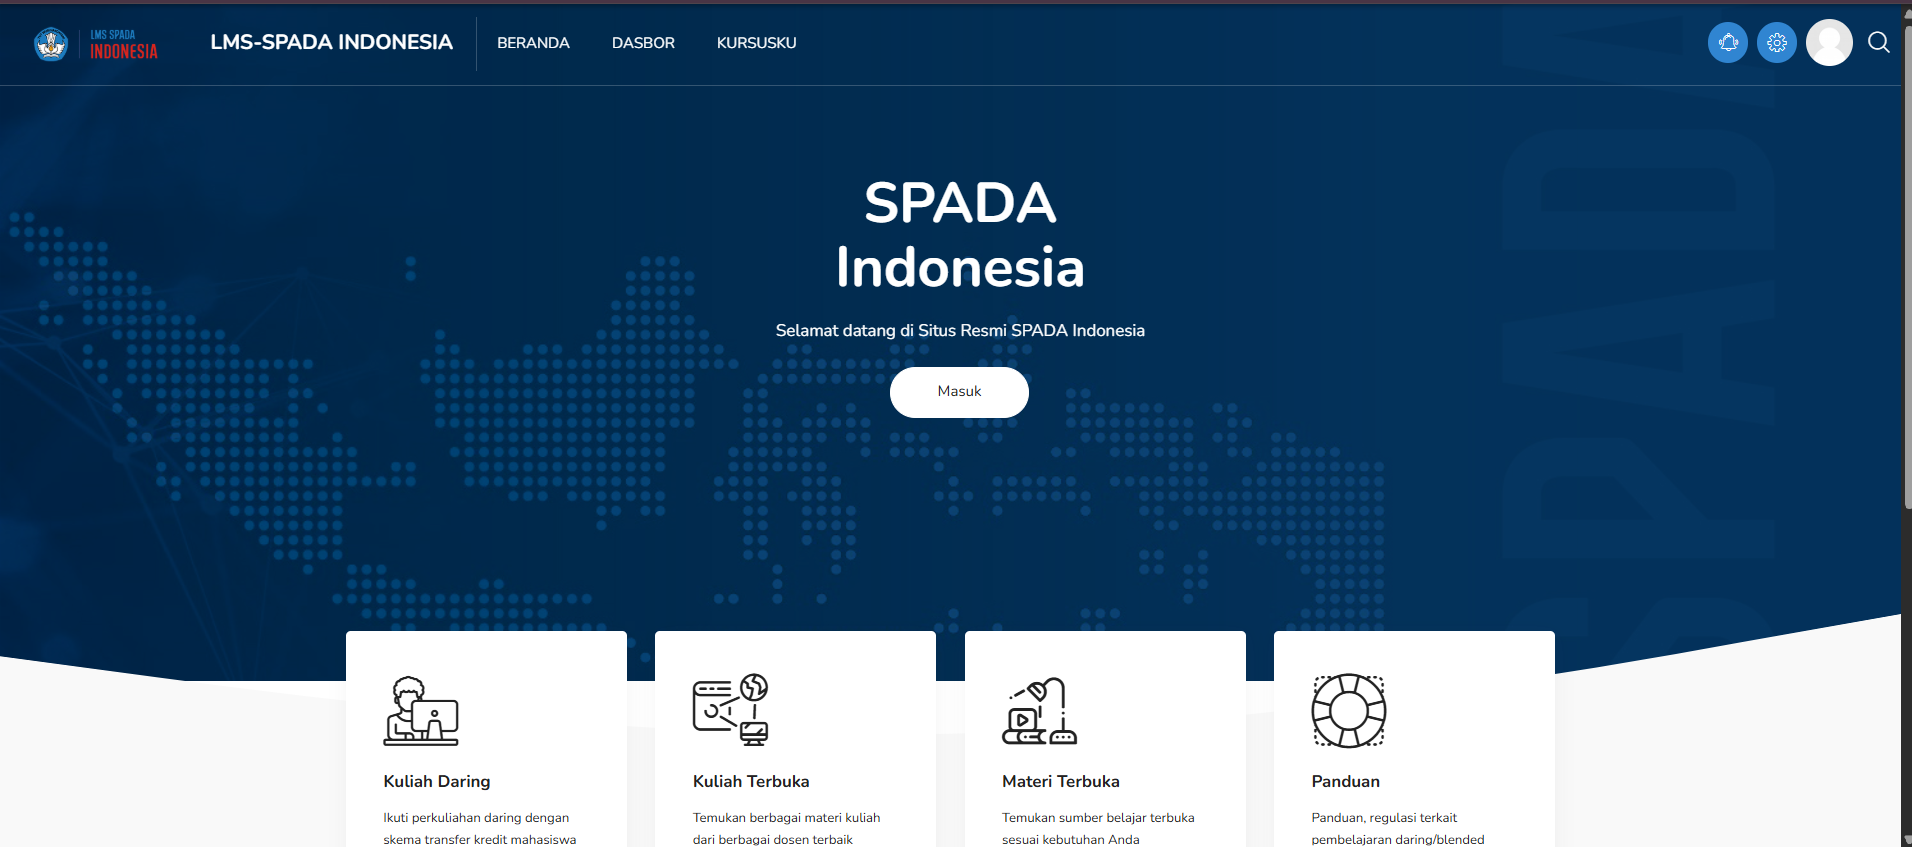 LMS SPADA
INDONESIA
LMS-SPADA INDONESIA
BERANDA
DASBOR
KURSUSKU
SPADA
Indonesia
Selamat datang di Situs Resmi SPADA Indonesia
Masuk
SPADA
Kuliah Daring
Ikuti perkuliahan daring dengan
skema transfer kredit mahasiswa
Kuliah Terbuka
Temukan berbagai materi kuliah
dari berbagai dosen terbaik
Materi Terbuka
Temukan sumber belajar terbuka
sesuai kebutuhan Anda
Panduan
Panduan, regulasi terkait
pembelajaran daring/blended